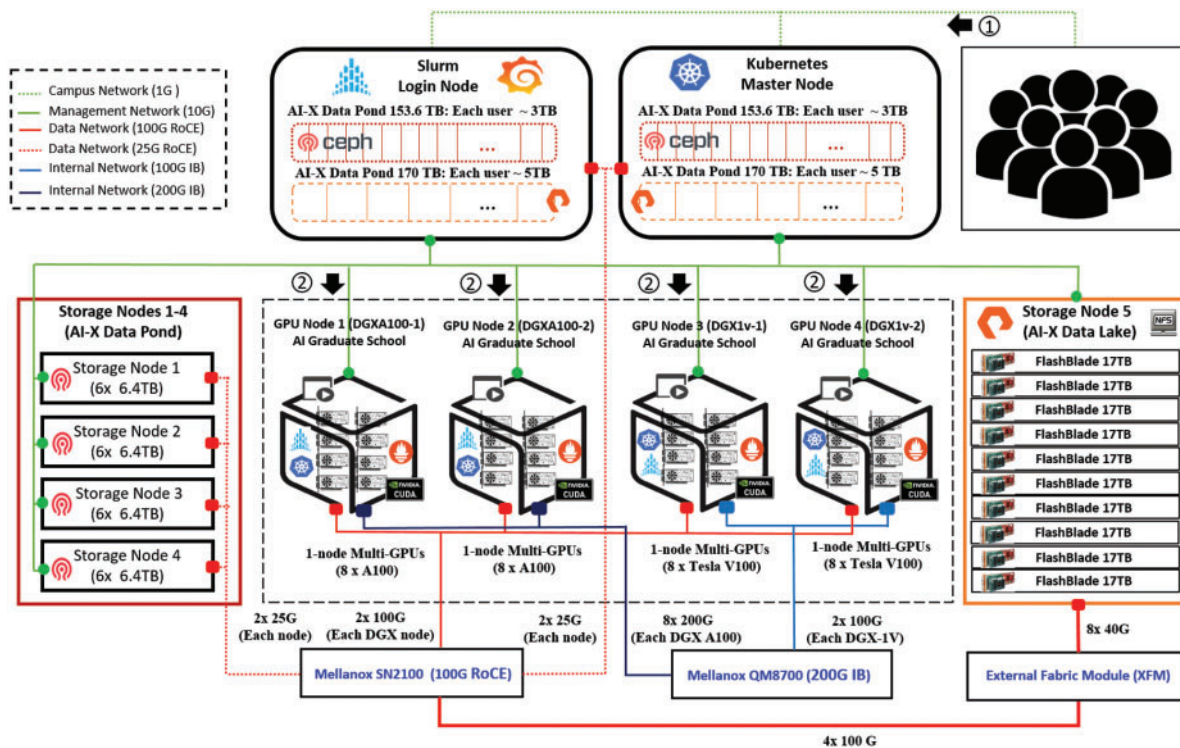 ①
Campus Network (1G )
Management Network (10G)
Data Network (100G RoCE)
Data Network (25G RoCE)
Internal Network (100G IB)
Internal Network (200G IB)
Slurm
Login Node
AI-X Data Pond 153.6 TB: Each user ~ 3TB
ceph
...
AI-X Data Pond 170 TB: Each user ~ 5TB
...
Kubernetes
Master Node
AI-X Data Pond 153.6 TB: Each user ~ 3TB
ceph
...
AI-X Data Pond 170 TB: Each user ~ 5 TB
...
②
②
②
②
Storage Nodes 1-4
(AI-X Data Pond)
Storage Node 1
(6x 6.4TB)
Storage Node 2
(6x 6.4TB)
Storage Node 3
(6x 6.4TB)
Storage Node 4
(6x 6.4TB)
GPU Node 1 (DGXA100-1)
AI Graduate School
NVIDIA
CUDA
1-node Multi-GPUs
(8 x A100)
GPU Node 2 (DGXA100-2)
AI Graduate School
NVIDIA
CUDA
1-node Multi-GPUs
(8 x A100)
GPU Node 3 (DGX1v-1)
AI Graduate School
NVIDIA
CUDA
1-node Multi-GPUs
(8 x Tesla V100)
GPU Node 4 (DGX1v-2)
AI Graduate School
NVIDIA
CUDA
1-node Multi-GPUs
(8 x Tesla V100)
Storage Node 5
(AI-X Data Lake)
NFS
FlashBlade 17TB
FlashBlade 17TB
FlashBlade 17TB
FlashBlade 17TB
FlashBlade 17TB
FlashBlade 17TB
FlashBlade 17TB
FlashBlade 17TB
FlashBlade 17TB
FlashBlade 17TB
2x 25G
(Each node)
2x 100G
(Each DGX node)
2x 25G
(Each node)
8x 200G
(Each DGX A100)
2x 100G
(Each DGX-1V)
8x 40G
Mellanox SN2100 (100G RoCE)
Mellanox QM8700 (200G IB)
External Fabric Module (XFM)
4x 100 G